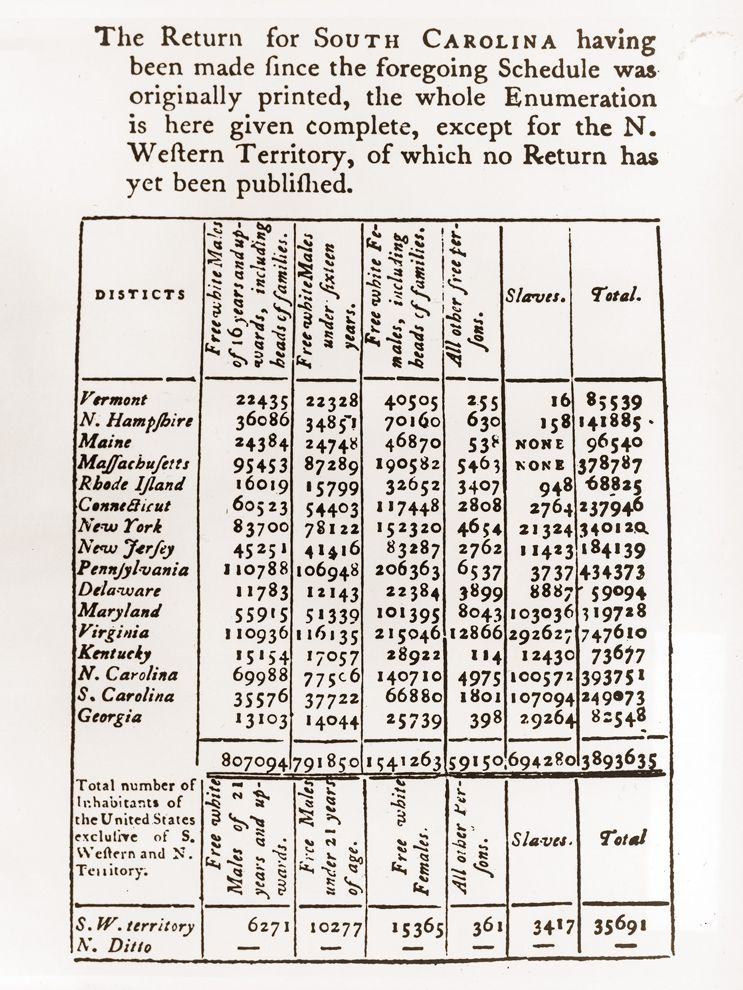 The Return for SOUTH CAROLINA having
been made ſince the foregoing Schedule was
originally printed, the whole Enumeration
is here given complete, except for the N.
Weſtern Territory, of which no Return has
yet been publiſhed.
DISTICTS
Free white Males
of 16 years and up-
wards, including
heads of families.
Free white Males
under ſixteen
years.
Free white Fe-
males, including
heads of families.
All other free per-
ſons.
Slaves.
Total.
Vermont 22435 22328 40505 255 16 85539
N. Hampſhire 36086 34851 70160 630 158 141885
Maine 24384 24748 46870 538 NONE 96540
Maſſachuſetts 95453 87289 190582 5463 NONE 378787
Rhode Iſland 16019 15799 32652 3407 948 68825
Connecticut 60523 54403 117448 2808 2764 237946
New York 83700 78122 152320 4654 21324 340120
New Jerſey 45251 41416 83287 2762 11423 184139
Pennſylvania 110788 106948 206363 6537 3737 434373
Delaware 11783 12143 22384 3899 8887 59094
Maryland 55915 51339 101395 8043 103036 319728
Virginia 110936 116135 215046 12866 292627 747610
Kentucky 15154 17057 28922 114 12430 73677
N. Carolina 69988 77506 140710 4975 100572 393751
S. Carolina 35576 37722 66880 1801 107094 249073
Georgia 13103 14044 25739 398 29264 82548
807094 791850 1541263 59150 694280 3893635
Total number of
Inhabitants of
the United States
excluſive of S.
Weſtern and N.
Territory.
Free white
Males of 21
years and up-
wards.
Free Males
under 21 years
of age.
Free white
Females.
All other Per-
ſons.
Slaves.
Total
S. W. territory 6271 10277 15365 361 3417 35691
N. Ditto — — — — — —